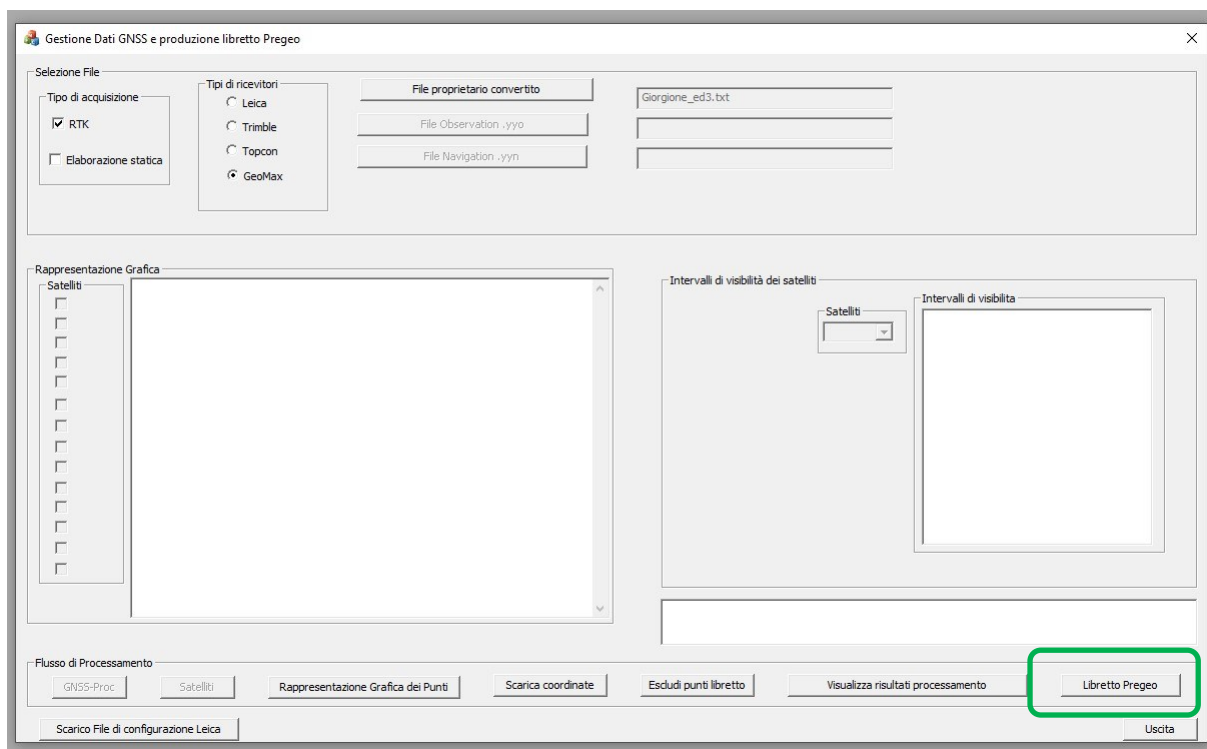 Gestione Dati GNSS e produzione libretto Pregeo
Selezione File
Tipo di acquisizione
RTK
Elaborazione statica
Tipi di ricevitori
Leica
Trimble
Topcon
GeoMax
File proprietario convertito
Giorgione_ed3.txt
File Observation .yyo
File Navigation .yyn
Rappresentazione Grafica
Satelliti
Intervalli di visibilità dei satelliti
Satelliti
Intervalli di visibilita
Flusso di Processamento
GNSS-Proc
Satelliti
Rappresentazione Grafica dei Punti
Scarica coordinate
Escludi punti libretto
Visualizza risultati processamento
Libretto Pregeo
Scarico File di configurazione Leica
Uscita